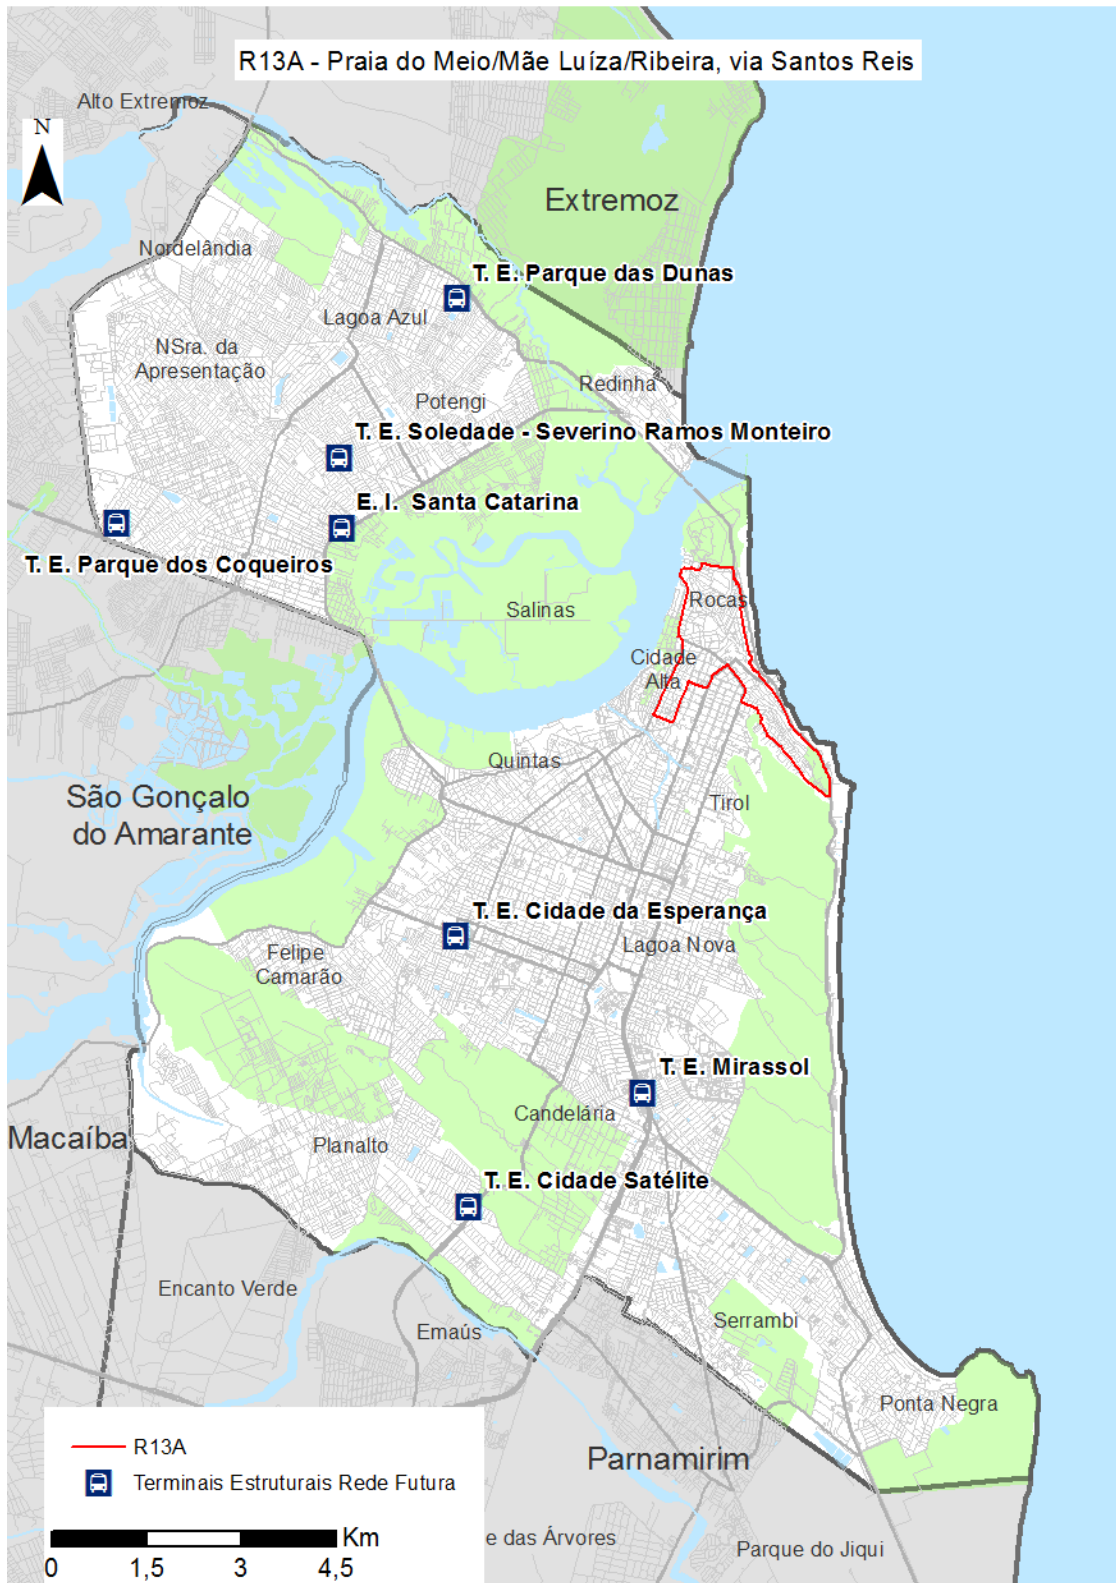 R13A - Praia do Meio/Mãe Luíza/Ribeira, via Santos Reis
Alto Extremoz
N
Extremoz
Nordelândia
T. E. Parque das Dunas
Lagoa Azul
NSra. da
Apresentação
Redinha
Potengi
T. E. Soledade - Severino Ramos Monteiro
E. I. Santa Catarina
T. E. Parque dos Coqueiros
Rocas
Salinas
Cidade
Alta
Quintas
São Gonçalo
do Amarante
Tirol
T. E. Cidade da Esperança
Lagoa Nova
Felipe
Camarão
T. E. Mirassol
Candelária
Macaíba
Planalto
T. E. Cidade Satélite
Encanto Verde
Emaús
Serrambi
Ponta Negra
Parnamirim
R13A
Terminais Estruturais Rede Futura
Km
0 1,5 3 4,5
e das Árvores
Parque do Jiqui